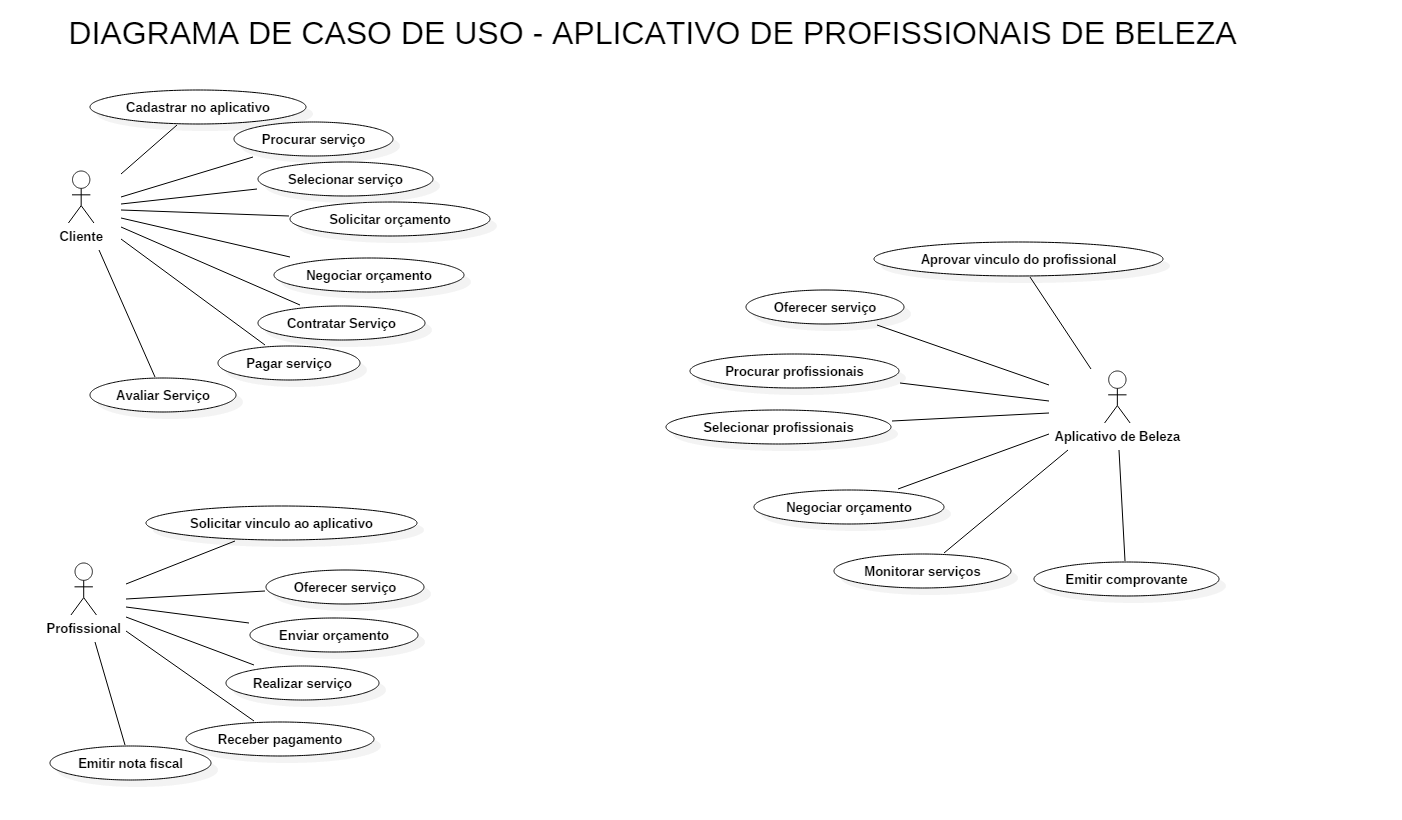 DIAGRAMA DE CASO DE USO - APLICATIVO DE PROFISSIONAIS DE BELEZA
Cadastrar no aplicativo
Procurar serviço
Selecionar serviço
Solicitar orçamento
Cliente
Negociar orçamento
Contratar Serviço
Pagar serviço
Avaliar Serviço
Aprovar vinculo do profissional
Oferecer serviço
Procurar profissionais
Selecionar profissionais
Aplicativo de Beleza
Negociar orçamento
Monitorar serviços
Emitir comprovante
Solicitar vinculo ao aplicativo
Oferecer serviço
Profissional
Enviar orçamento
Realizar serviço
Receber pagamento
Emitir nota fiscal